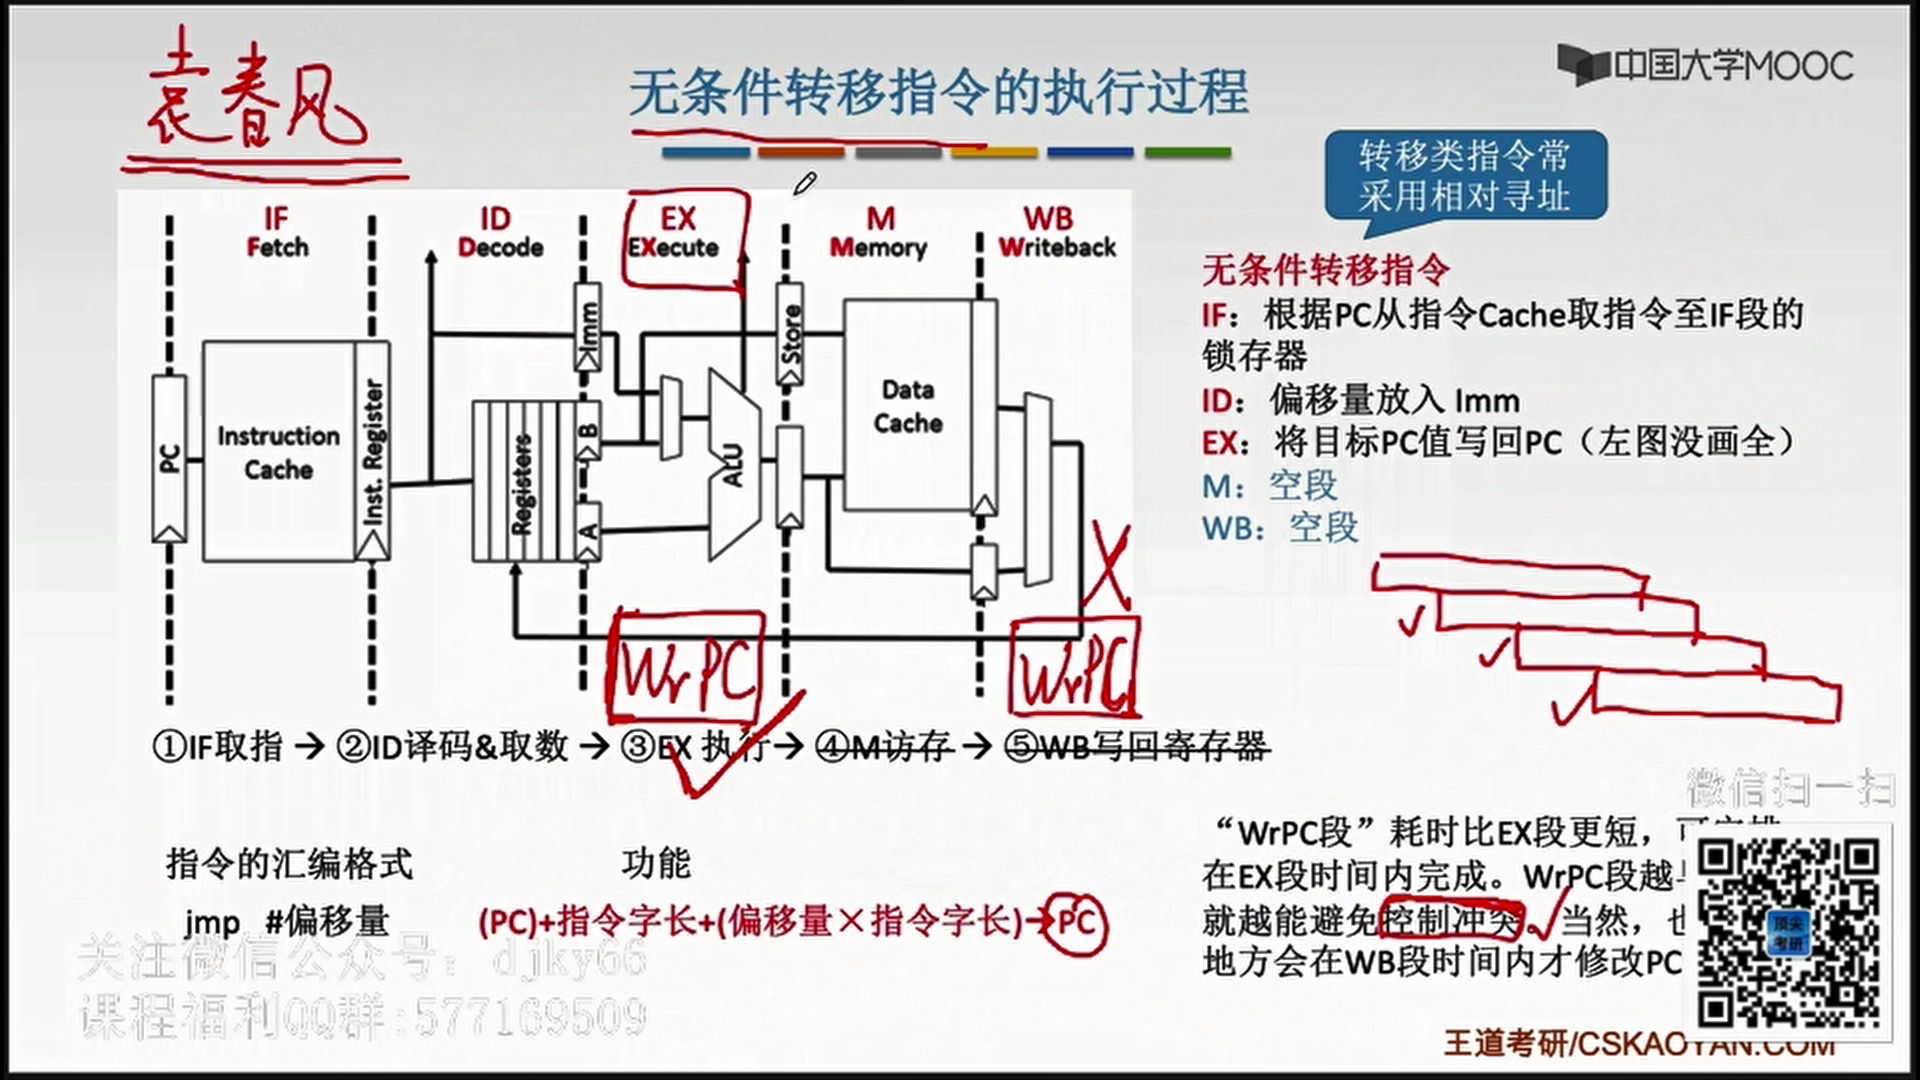 袁春风
无条件转移指令的执行过程
中国大学MOOC
转移类指令常
采用相对寻址
IF
Fetch
ID
Decode
EX
EXecute
M
Memory
WB
Writeback
PC
Instruction
Cache
Inst. Register
Registers
Imm
B
A
ALU
Store
Data
Cache
WrPC
WrPC
无条件转移指令
IF：根据PC从指令Cache取指令至IF段的
锁存器
ID：偏移量放入 Imm
EX：将目标PC值写回PC（左图没画全）
M：空段
WB：空段
①IF取指 → ②ID译码&取数 → ③EX 执行→ ④M访存 → ⑤WB写回寄存器
指令的汇编格式
功能
jmp #偏移量
(PC)+指令字长+(偏移量×指令字长)→PC
“WrPC段”耗时比EX段更短，
在EX段时间内完成。WrPC段越
就越能避免控制冲突。当然，
地方会在WB段时间内才修改PC
微信扫一扫
顶尖
考研
关注微信公众号：djky66
课程福利QQ群:577169509
王道考研/CSKAOYAN.COM